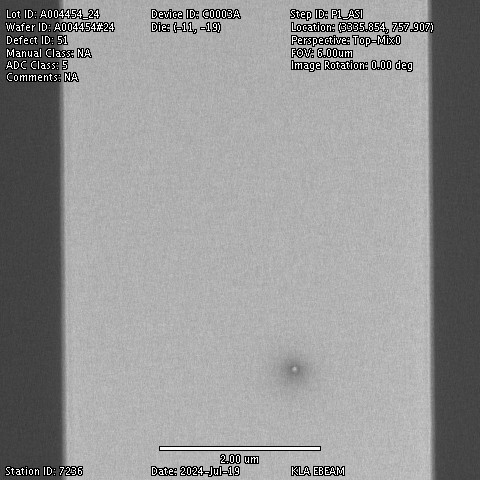 Lot ID: A004454_24
Device ID: C0003A
Step ID: P1_ASI
Wafer ID: A004454#24
Die: (-11, -19)
Location: (3335.854, 757.907)
Defect ID: 51
Perspective: Top-Mix0
Manual Class: NA
FOV: 6.00um
ADC Class: 5
Image Rotation: 0.00 deg
Comments: NA
2.00 um
Station ID: 7236
Date: 2024-Jul-19
KLA EBEAM